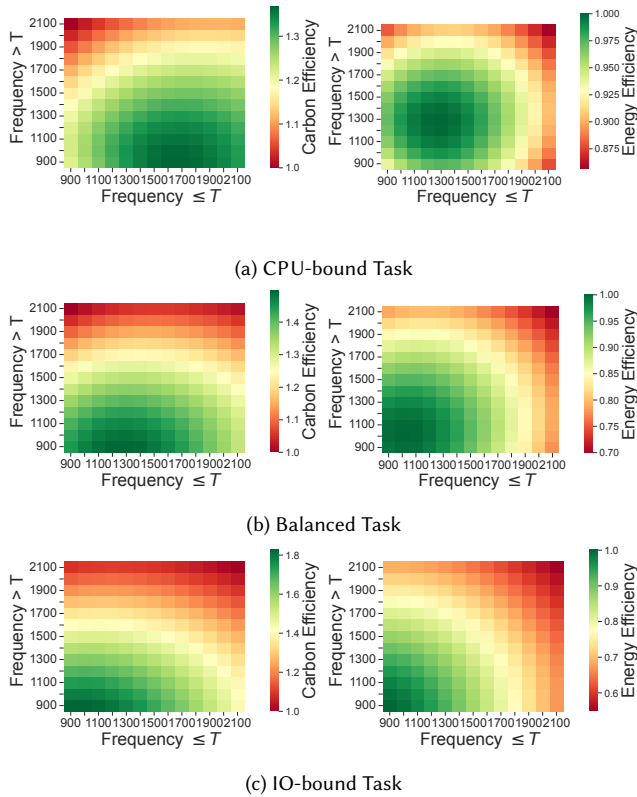 2100
1900
1700
1500
1300
1100
900
Frequency > T
900 1100 1300 1500 1700 1900 2100
Frequency ≤ T
1.3
1.2
1.1
1.0
Carbon Efficiency
2100
1900
1700
1500
1300
1100
900
Frequency > T
900 1100 1300 1500 1700 1900 2100
Frequency ≤ T
1.000
0.975
0.950
0.925
0.900
0.875
Energy Efficiency
(a) CPU-bound Task
2100
1900
1700
1500
1300
1100
900
Frequency > T
900 1100 1300 1500 1700 1900 2100
Frequency ≤ T
1.4
1.3
1.2
1.1
1.0
Carbon Efficiency
2100
1900
1700
1500
1300
1100
900
Frequency > T
900 1100 1300 1500 1700 1900 2100
Frequency ≤ T
1.00
0.95
0.90
0.85
0.80
0.75
0.70
Energy Efficiency
(b) Balanced Task
2100
1900
1700
1500
1300
1100
900
Frequency > T
900 1100 1300 1500 1700 1900 2100
Frequency ≤ T
1.8
1.6
1.4
1.2
1.0
Carbon Efficiency
2100
1900
1700
1500
1300
1100
900
Frequency > T
900 1100 1300 1500 1700 1900 2100
Frequency ≤ T
1.0
0.9
0.8
0.7
0.6
Energy Efficiency
(c) IO-bound Task